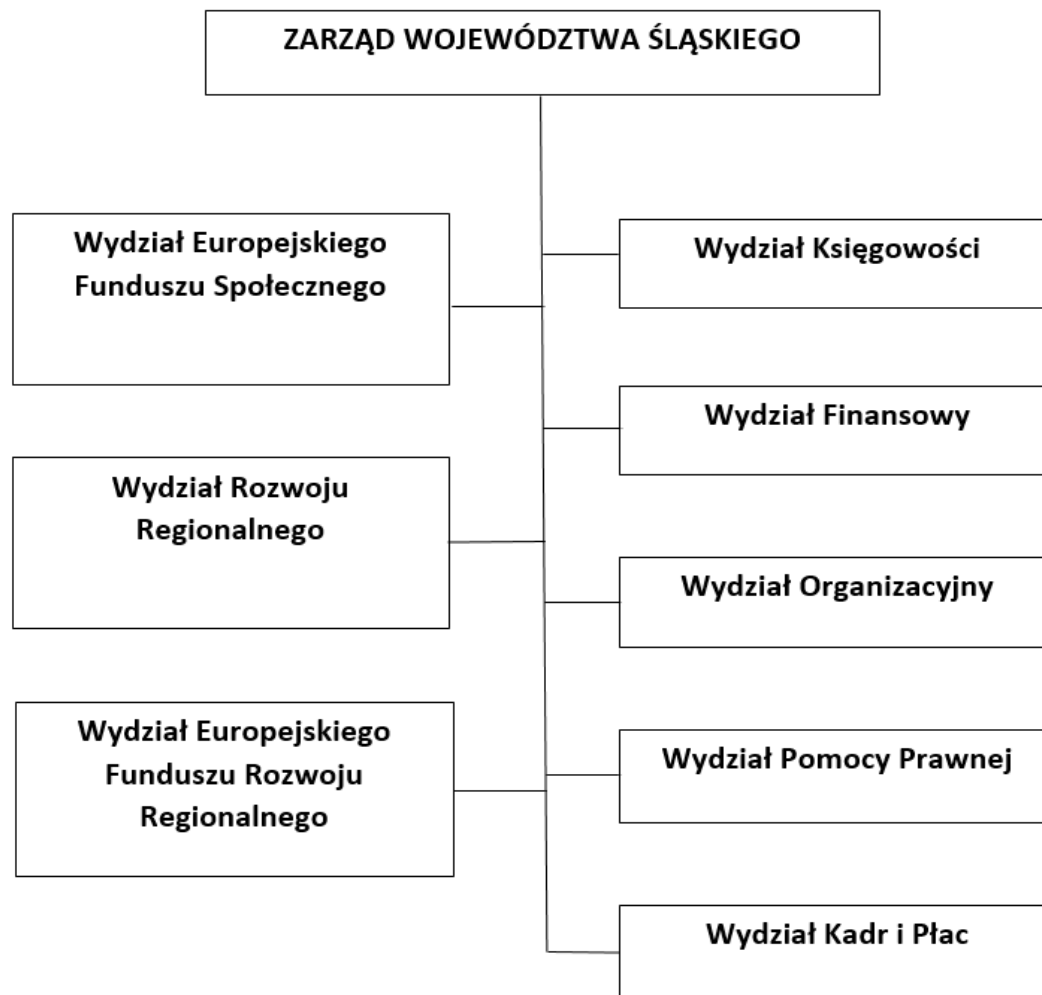 ZARZĄD WOJEWÓDZTWA ŚLĄSKIEGO
Wydział Europejskiego
Funduszu Społecznego
Wydział Rozwoju
Regionalnego
Wydział Europejskiego
Funduszu Rozwoju
Regionalnego
Wydział Księgowości
Wydział Finansowy
Wydział Organizacyjny
Wydział Pomocy Prawnej
Wydział Kadr i Płac